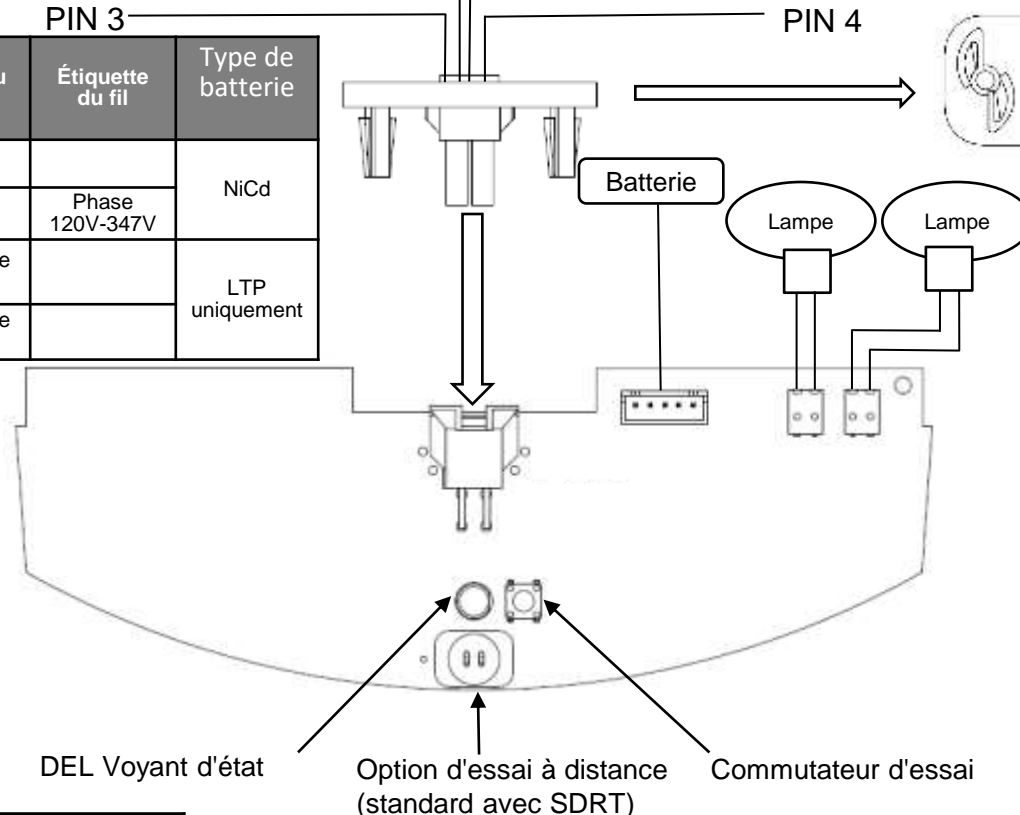 PIN 3
PIN 4
Étiquette
du fil
Type de
batterie
NiCd
Phase
120V-347V
LTP
uniquement
Batterie
Lampe
Lampe
DEL Voyant d'état
Option d'essai à distance
(standard avec SDRT)
Commutateur d'essai